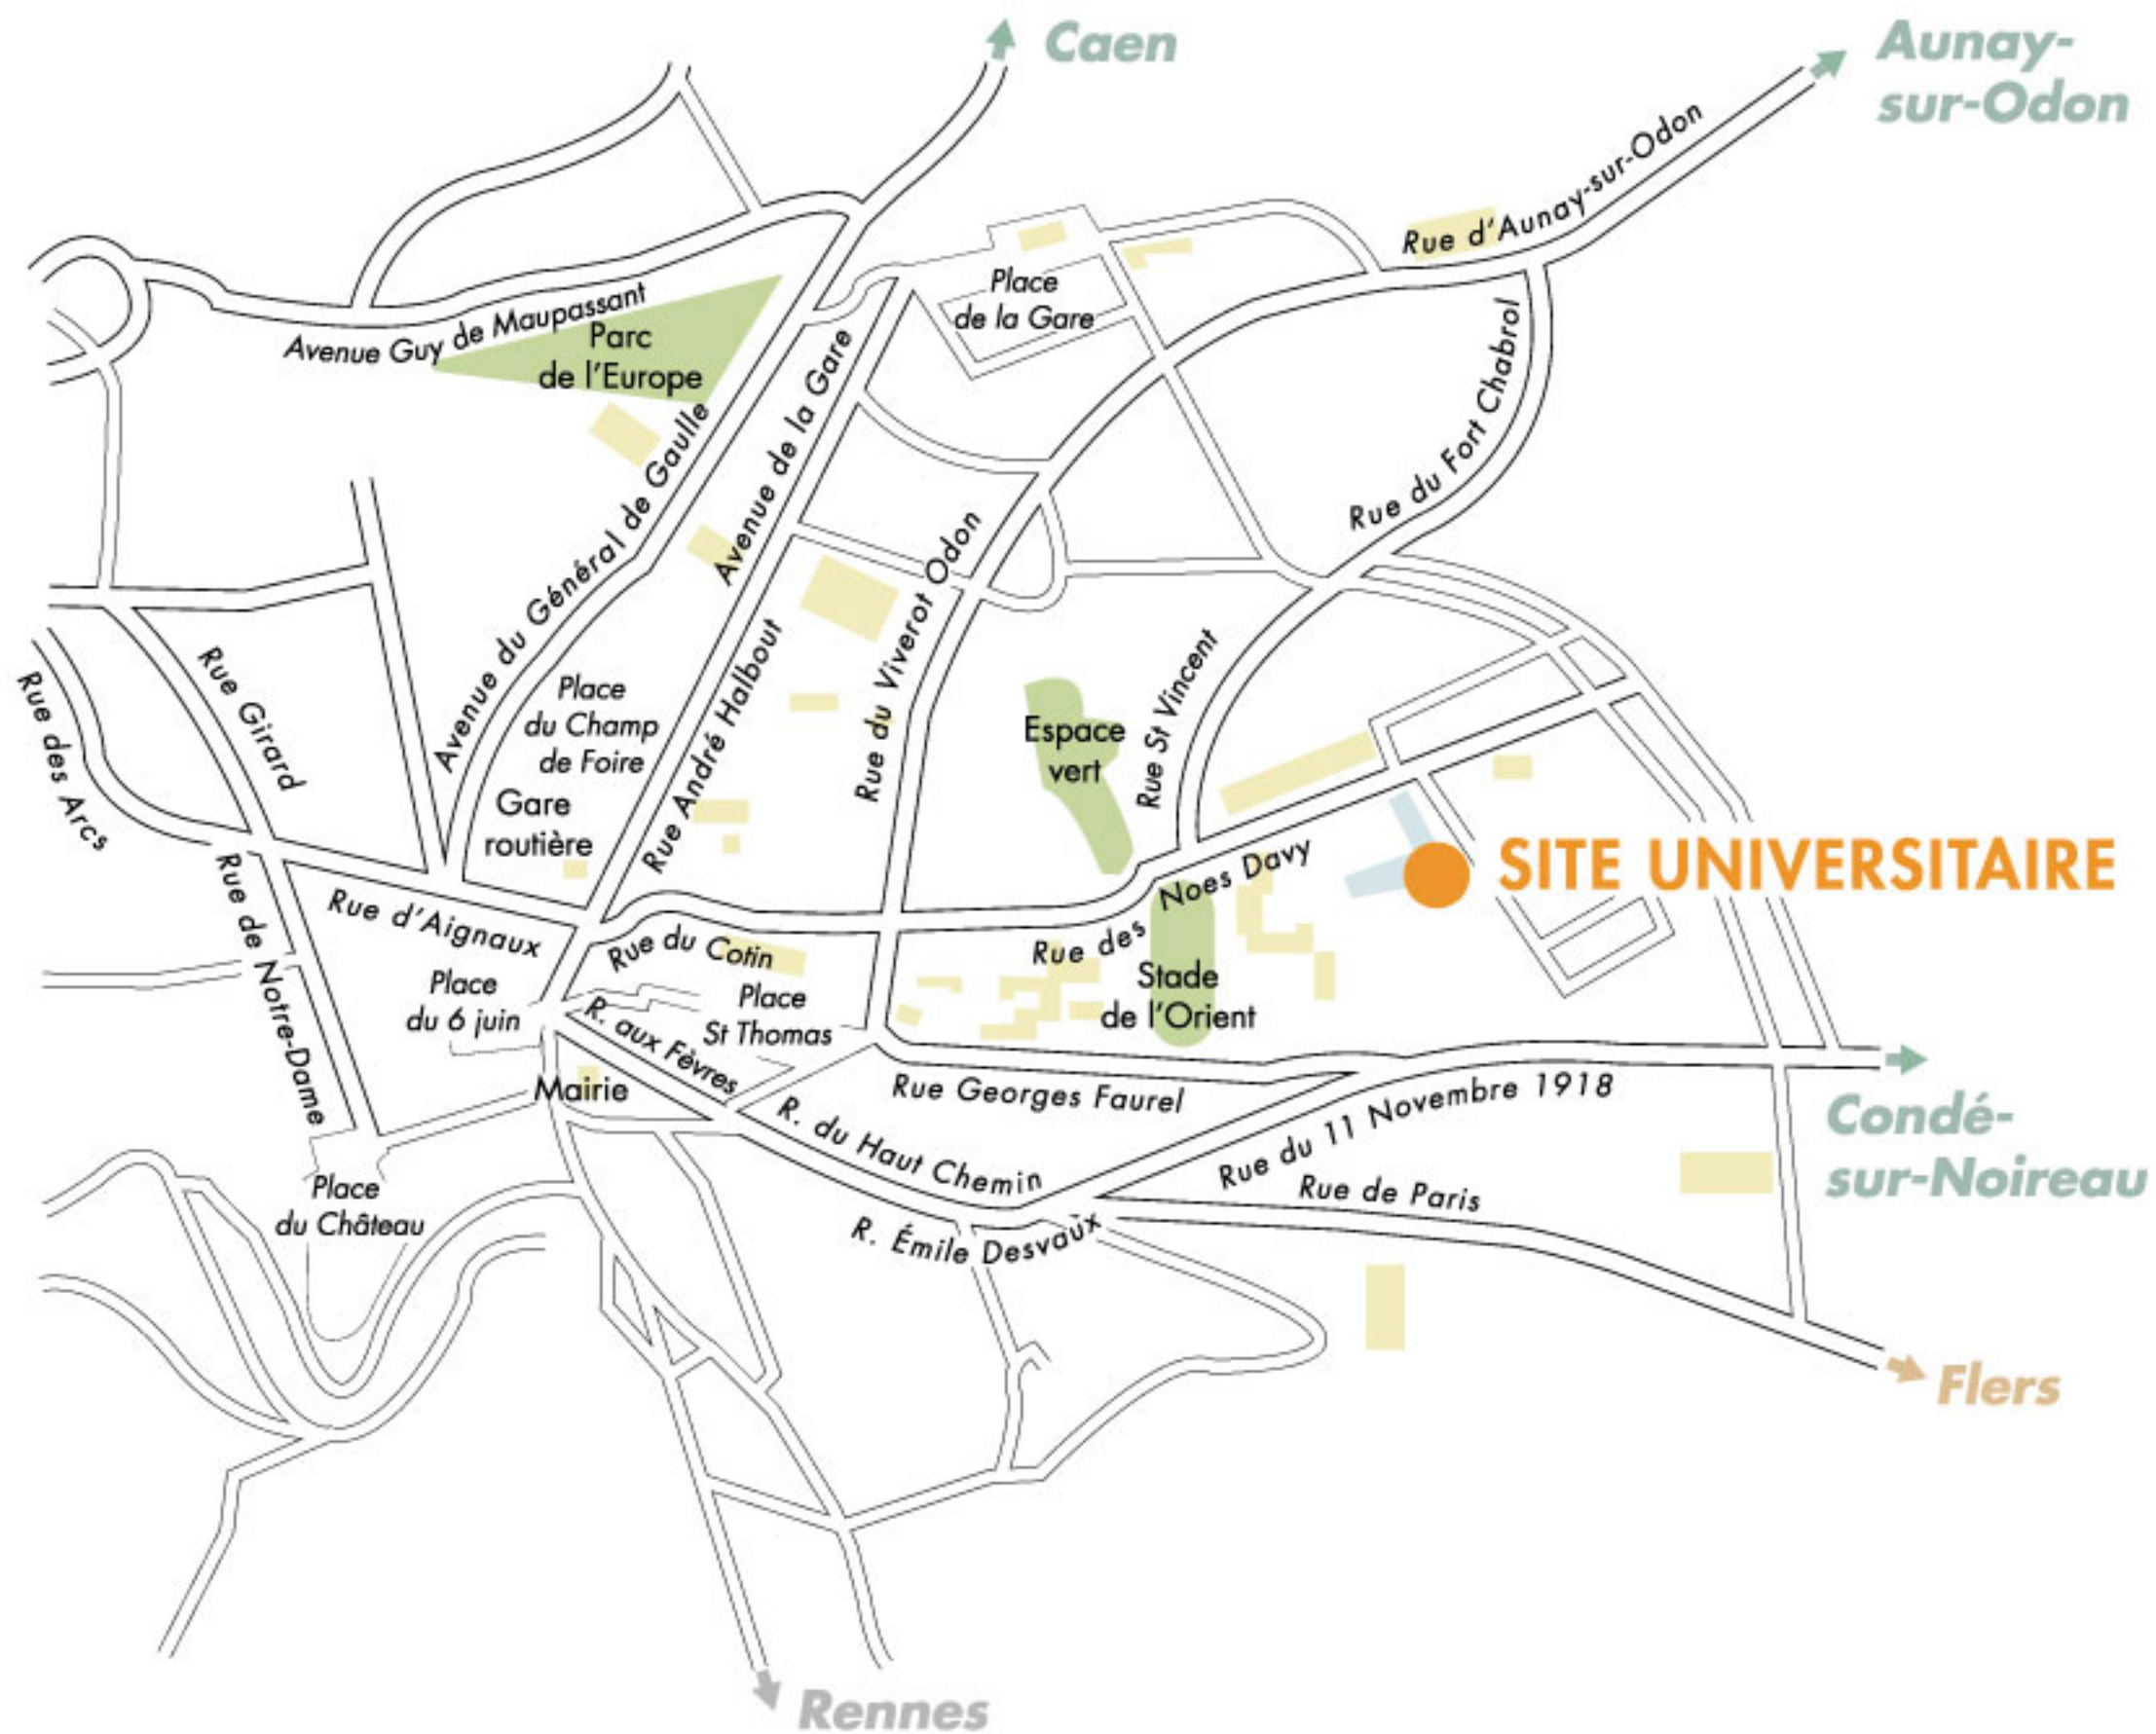 Caen
Aunay-
sur-Odon
Rue d'Aunay-sur-Odon
Place
de la Gare
Avenue Guy de Maupassant
Parc
de l'Europe
Avenue de la Gare
Rue du Fort Chabrol
Avenue du Général de Gaulle
Rue du Viverot Odon
Rue St Vincent
Rue Girard
Rue des Arcs
Place
du Champ
de Foire
Rue André Halbout
Espace
vert
Gare
routière
SITE UNIVERSITAIRE
Rue des Noes Davy
Rue d'Aignaux
Rue de Notre-Dame
Rue du Cotin
Stade
de l'Orient
Place
du 6 juin
Place
St Thomas
R. aux Fèvres
Mairie
Rue Georges Faurel
Rue du 11 Novembre 1918
Condé-
sur-Noireau
R. du Haut Chemin
Rue de Paris
Place
du Château
R. Émile Desvaux
Flers
Rennes